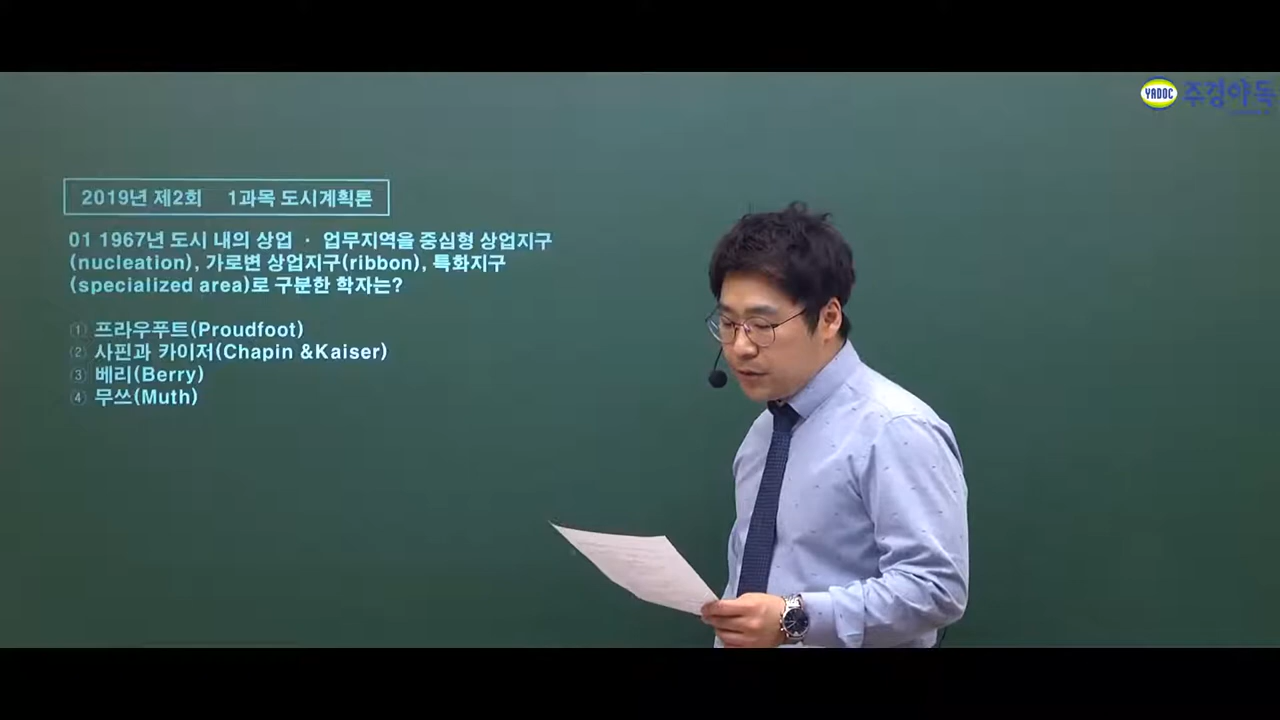 YADOC 주경야독
2019년 제2회 1과목 도시계획론
01 1967년 도시 내의 상업 · 업무지역을 중심형 상업지구
(nucleation), 가로변 상업지구(ribbon), 특화지구
(specialized area)로 구분한 학자는?
① 프라우푸트(Proudfoot)
② 사핀과 카이저(Chapin &Kaiser)
③ 베리(Berry)
④ 무쓰(Muth)